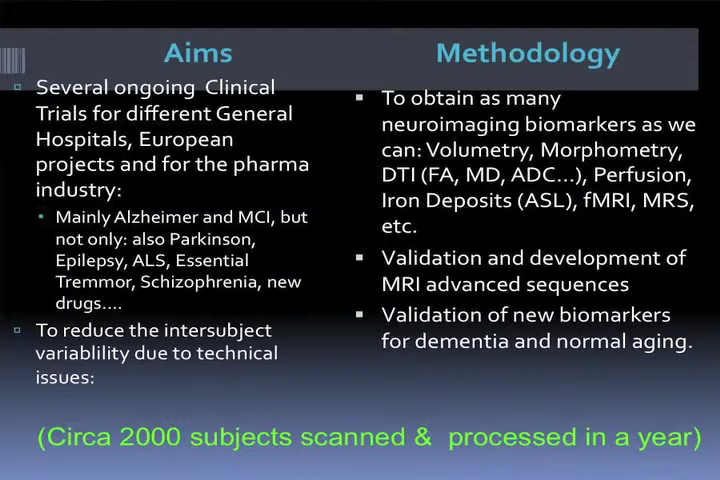 Aims
Several ongoing Clinical
Trials for different General
Hospitals, European
projects and for the pharma
industry:
Mainly Alzheimer and MCI, but
not only: also Parkinson,
Epilepsy, ALS, Essential
Tremmor, Schizophrenia, new
drugs....
To reduce the intersubject
variablility due to technical
issues:
Methodology
To obtain as many
neuroimaging biomarkers as we
can: Volumetry, Morphometry,
DTI (FA, MD, ADC...), Perfusion,
Iron Deposits (ASL), fMRI, MRS,
etc.
Validation and development of
MRI advanced sequences
Validation of new biomarkers
for dementia and normal aging.
(Circa 2000 subjects scanned & processed in a year)